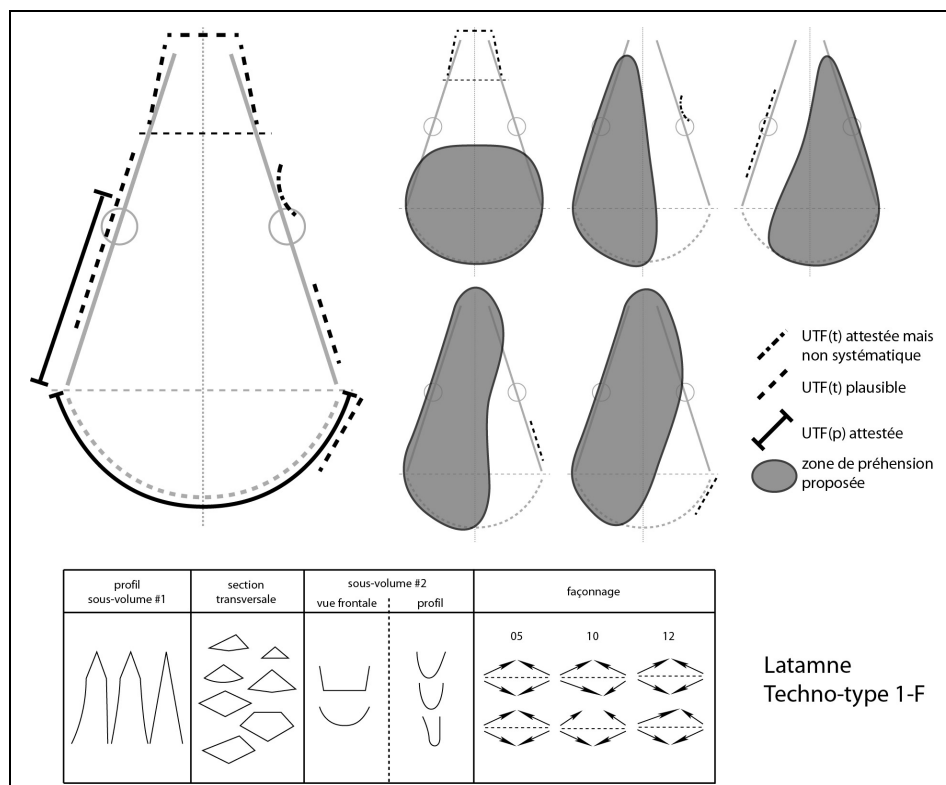 UTF(t) attestée mais
non systématique
UTF(t) plausible
UTF(p) attestée
zone de préhension
proposée
profil
sous-volume #1
section
transversale
sous-volume #2
vue frontale
profil
façonnage
05
10
12
Latamne
Techno-type 1-F